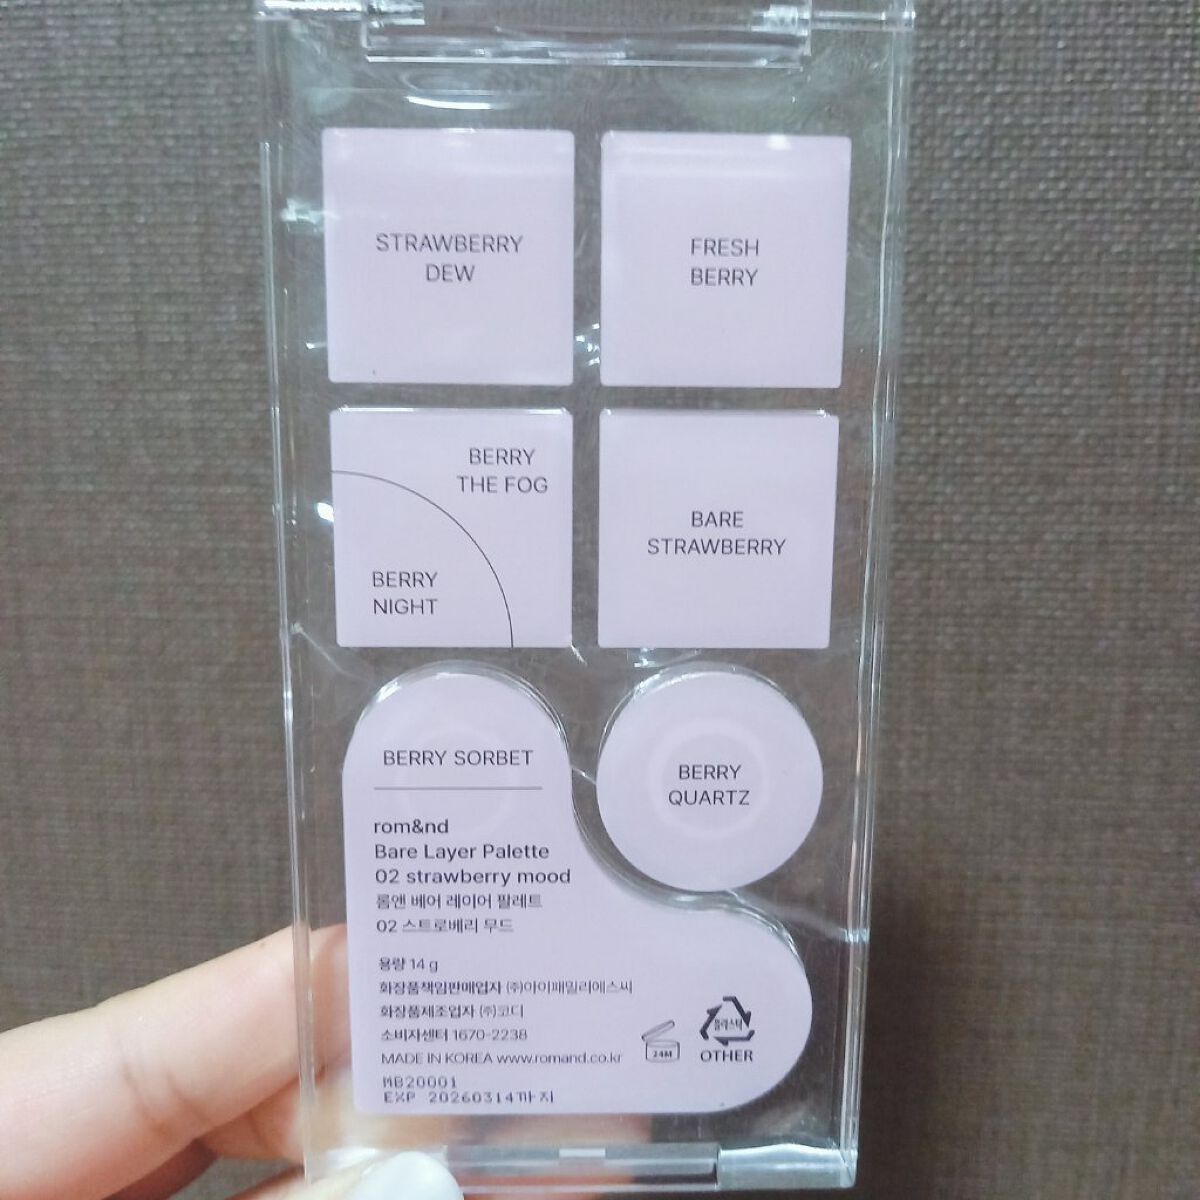 STRAWBERRY
DEW
FRESH
BERRY
BERRY
THE FOG
BERRY
NIGHT
BARE
STRAWBERRY
BERRY SORBET
BERRY
QUARTZ
rom&nd
Bare Layer Palette
02 strawberry mood
롬앤 베어 레이어 팔레트
02 스트로베리 무드
용량 14 g
화장품책임판매업자 ㈜아이패밀리에스씨
화장품제조업자 ㈜코디
소비자센터 1670-2238
MADE IN KOREA www.romand.co.kr
MB20001
EXP 20260314까지
24M
플라스틱
OTHER